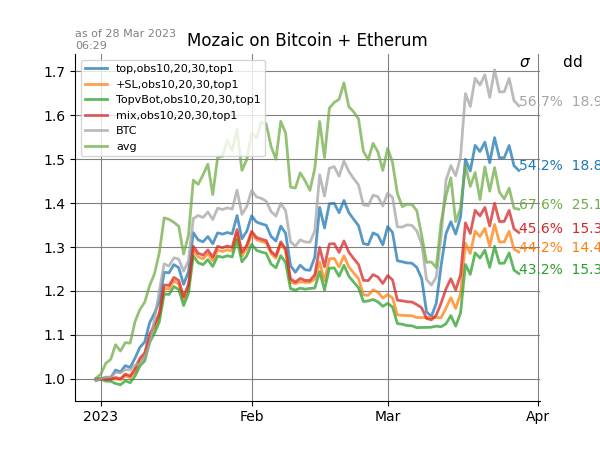 as of 28 Mar 2023
06:29
Mozaic on Bitcoin + Etherum
σ dd
top,obs10,20,30,top1
+SL,obs10,20,30,top1
TopvBot,obs10,20,30,top1
mix,obs10,20,30,top1
BTC
avg
1.7
1.6
1.5
1.4
1.3
1.2
1.1
1.0
56.7% 18.9
54.2% 18.8
67.6% 25.1
45.6% 15.3
44.2% 14.4
43.2% 15.3
2023 Feb Mar Apr